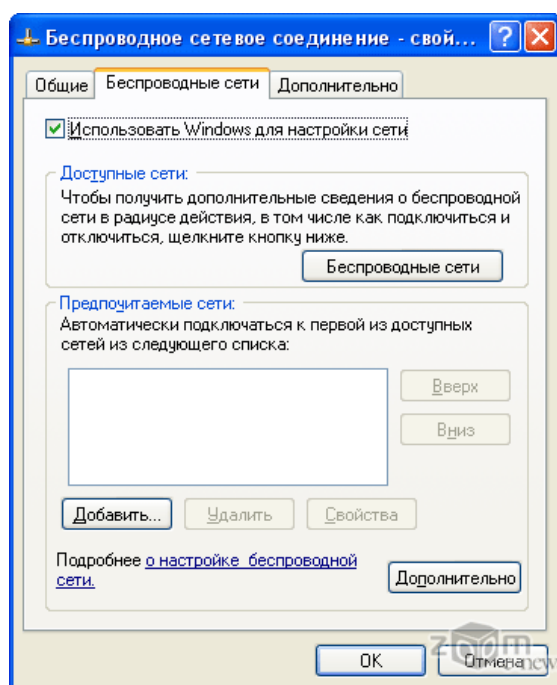 Беспроводное сетевое соединение - свой...
Общие
Беспроводные сети
Дополнительно
Использовать Windows для настройки сети
Доступные сети:
Чтобы получить дополнительные сведения о беспроводной
сети в радиусе действия, в том числе как подключиться и
отключиться, щелкните кнопку ниже.
Беспроводные сети
Предпочитаемые сети:
Автоматически подключаться к первой из доступных
сетей из следующего списка:
Вверх
Вниз
Добавить...
Удалить
Свойства
Подробнее о настройке беспроводной
сети.
Дополнительно
OK
Отмена
zoom